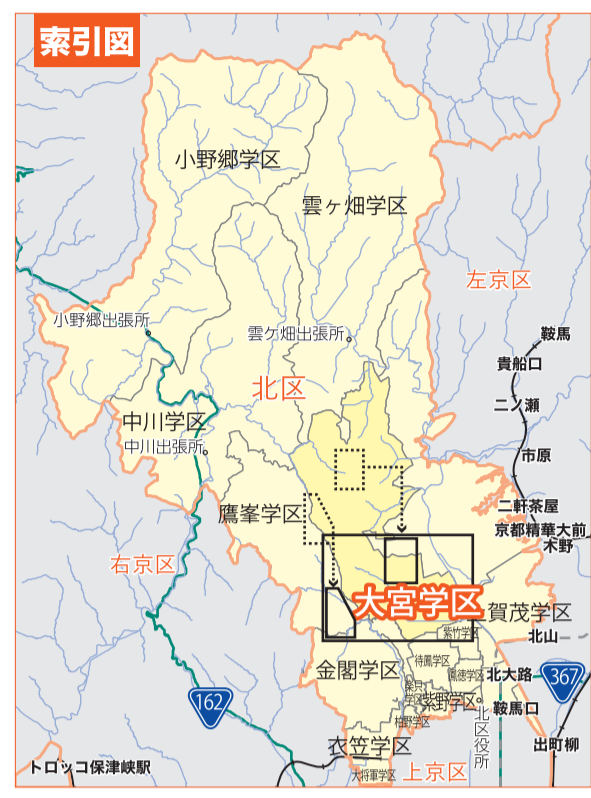 索引図
小野郷学区
雲ヶ畑学区
左京区
小野郷出張所
雲ケ畑出張所
鞍馬
貴船口
北区
二ノ瀬
中川学区
中川出張所
市原
鷹峯学区
二軒茶屋
京都精華大前
木野
右京区
大宮学区
賀茂学区
紫竹学区
北山
待鳳学区
金閣学区
鳳徳学区
北大路
367
楽只
学区
紫野学区
162
鞍馬口
北区役所
柏野学区
衣笠学区
出町柳
トロッコ保津峡駅
大将軍学区
上京区